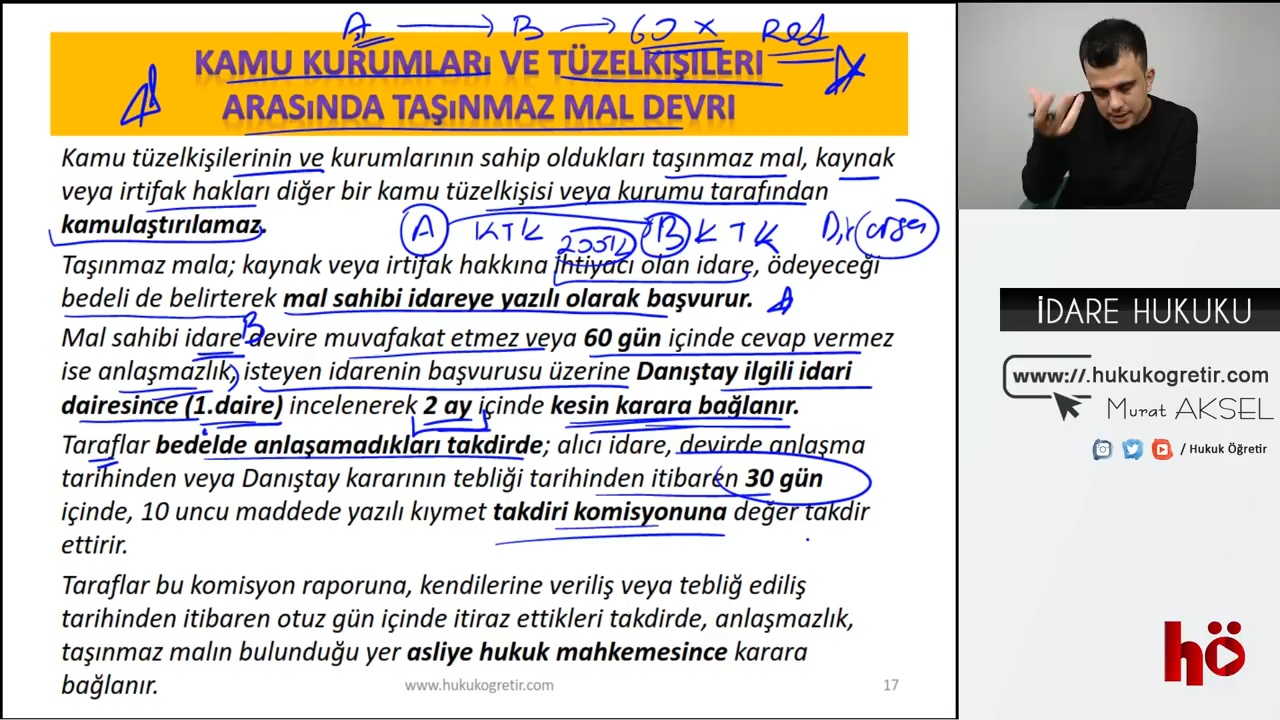 A → B → 60 x Red
KAMU KURUMLARı VE TÜZELKİŞİLERİ
ARASıNDA TAŞıNMAZ MAL DEVRİ
Kamu tüzelkişilerinin ve kurumlarının sahip oldukları taşınmaz mal, kaynak
veya irtifak hakları diğer bir kamu tüzelkişisi veya kurumu tarafından
kamulaştırılamaz.
A KTK B KTK
Taşınmaz mala; kaynak veya irtifak hakkına ihtiyacı olan idare, ödeyeceği
bedeli de belirterek mal sahibi idareye yazılı olarak başvurur.
B
Mal sahibi idare devire muvafakat etmez veya 60 gün içinde cevap vermez
ise anlaşmazlık, isteyen idarenin başvurusu üzerine Danıştay ilgili idari
dairesince (1.daire) incelenerek 2 ay içinde kesin karara bağlanır.
Taraflar bedelde anlaşamadıkları takdirde; alıcı idare, devirde anlaşma
tarihinden veya Danıştay kararının tebliği tarihinden itibaren 30 gün
içinde, 10 uncu maddede yazılı kıymet takdiri komisyonuna değer takdir
ettirir.
Taraflar bu komisyon raporuna, kendilerine veriliş veya tebliğ ediliş
tarihinden itibaren otuz gün içinde itiraz ettikleri takdirde, anlaşmazlık,
taşınmaz malın bulunduğu yer asliye hukuk mahkemesince karara
bağlanır.
www.hukukogretir.com
17
İDARE HUKUKU
www://.hukukogretir.com
Murat AKSEL
/ Hukuk Öğretir
hö